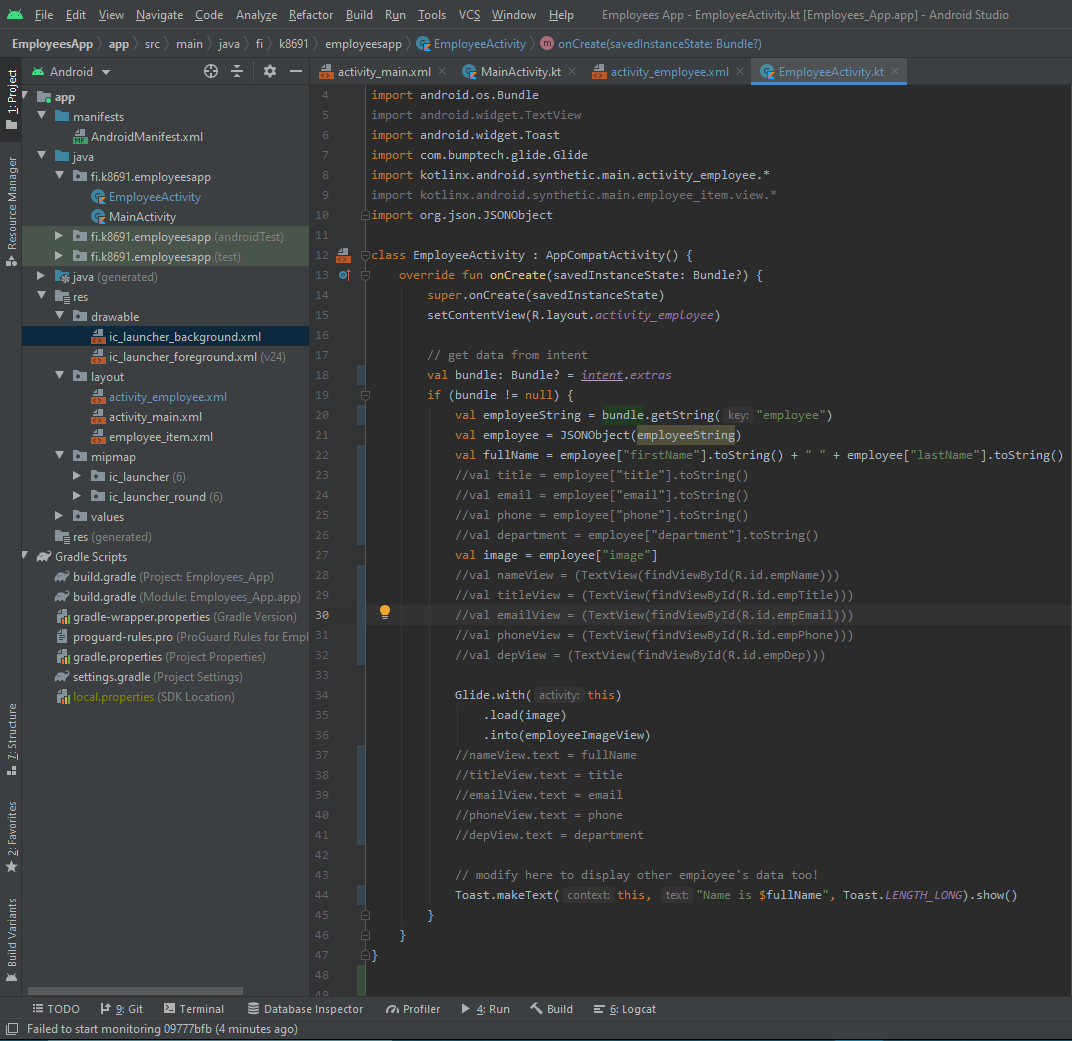 File Edit View Navigate Code Analyze Refactor Build Run Tools VCS Window Help Employees App - EmployeeActivity.kt [Employees_App.app] - Android Studio
EmployeesApp app src main java fi k8691 employeesapp EmployeeActivity m onCreate(savedInstanceState: Bundle?)
Android activity_main.xml MainActivity.kt activity_employee.xml EmployeeActivity.kt
1: Project
Resource Manager
7: Structure
2: Favorites
Build Variants
app
manifests
AndroidManifest.xml
java
fi.k8691.employeesapp
EmployeeActivity
MainActivity
fi.k8691.employeesapp (androidTest)
fi.k8691.employeesapp (test)
java (generated)
res
drawable
ic_launcher_background.xml
ic_launcher_foreground.xml (v24)
layout
activity_employee.xml
activity_main.xml
employee_item.xml
mipmap
ic_launcher (6)
ic_launcher_round (6)
values
res (generated)
Gradle Scripts
build.gradle (Project: Employees_App)
build.gradle (Module: Employees_App.app)
gradle-wrapper.properties (Gradle Version)
proguard-rules.pro (ProGuard Rules for Empl
gradle.properties (Project Properties)
settings.gradle (Project Settings)
local.properties (SDK Location)
4 import android.os.Bundle
5 import android.widget.TextView
6 import android.widget.Toast
7 import com.bumptech.glide.Glide
8 import kotlinx.android.synthetic.main.activity_employee.*
9 import kotlinx.android.synthetic.main.employee_item.view.*
10 import org.json.JSONObject
11
12 class EmployeeActivity : AppCompatActivity() {
13 override fun onCreate(savedInstanceState: Bundle?) {
14 super.onCreate(savedInstanceState)
15 setContentView(R.layout.activity_employee)
16
17 // get data from intent
18 val bundle: Bundle? = intent.extras
19 if (bundle != null) {
20 val employeeString = bundle.getString( key: "employee")
21 val employee = JSONObject(employeeString)
22 val fullName = employee["firstName"].toString() + " " + employee["lastName"].toString()
23 //val title = employee["title"].toString()
24 //val email = employee["email"].toString()
25 //val phone = employee["phone"].toString()
26 //val department = employee["department"].toString()
27 val image = employee["image"]
28 //val nameView = (TextView(findViewById(R.id.empName)))
29 //val titleView = (TextView(findViewById(R.id.empTitle)))
30 //val emailView = (TextView(findViewById(R.id.empEmail)))
31 //val phoneView = (TextView(findViewById(R.id.empPhone)))
32 //val depView = (TextView(findViewById(R.id.empDep)))
33
34 Glide.with( activity: this)
35 .load(image)
36 .into(employeeImageView)
37 //nameView.text = fullName
38 //titleView.text = title
39 //emailView.text = email
40 //phoneView.text = phone
41 //depView.text = department
42
43 // modify here to display other employee's data too!
44 Toast.makeText( context: this, text: "Name is $fullName", Toast.LENGTH_LONG).show()
45 }
46 }
47 }
48
49
TODO 9: Git Terminal Database Inspector Profiler 4: Run Build 6: Logcat
Failed to start monitoring 09777bfb (4 minutes ago)